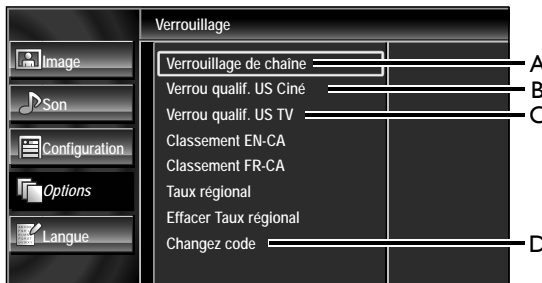 Verrouillage
Image
Son
Configuration
Options
Langue
Verrouillage de chaîne
Verrou qualif. US Ciné
Verrou qualif. US TV
Classement EN-CA
Classement FR-CA
Taux régional
Effacer Taux régional
Changez code
A
B
C
D